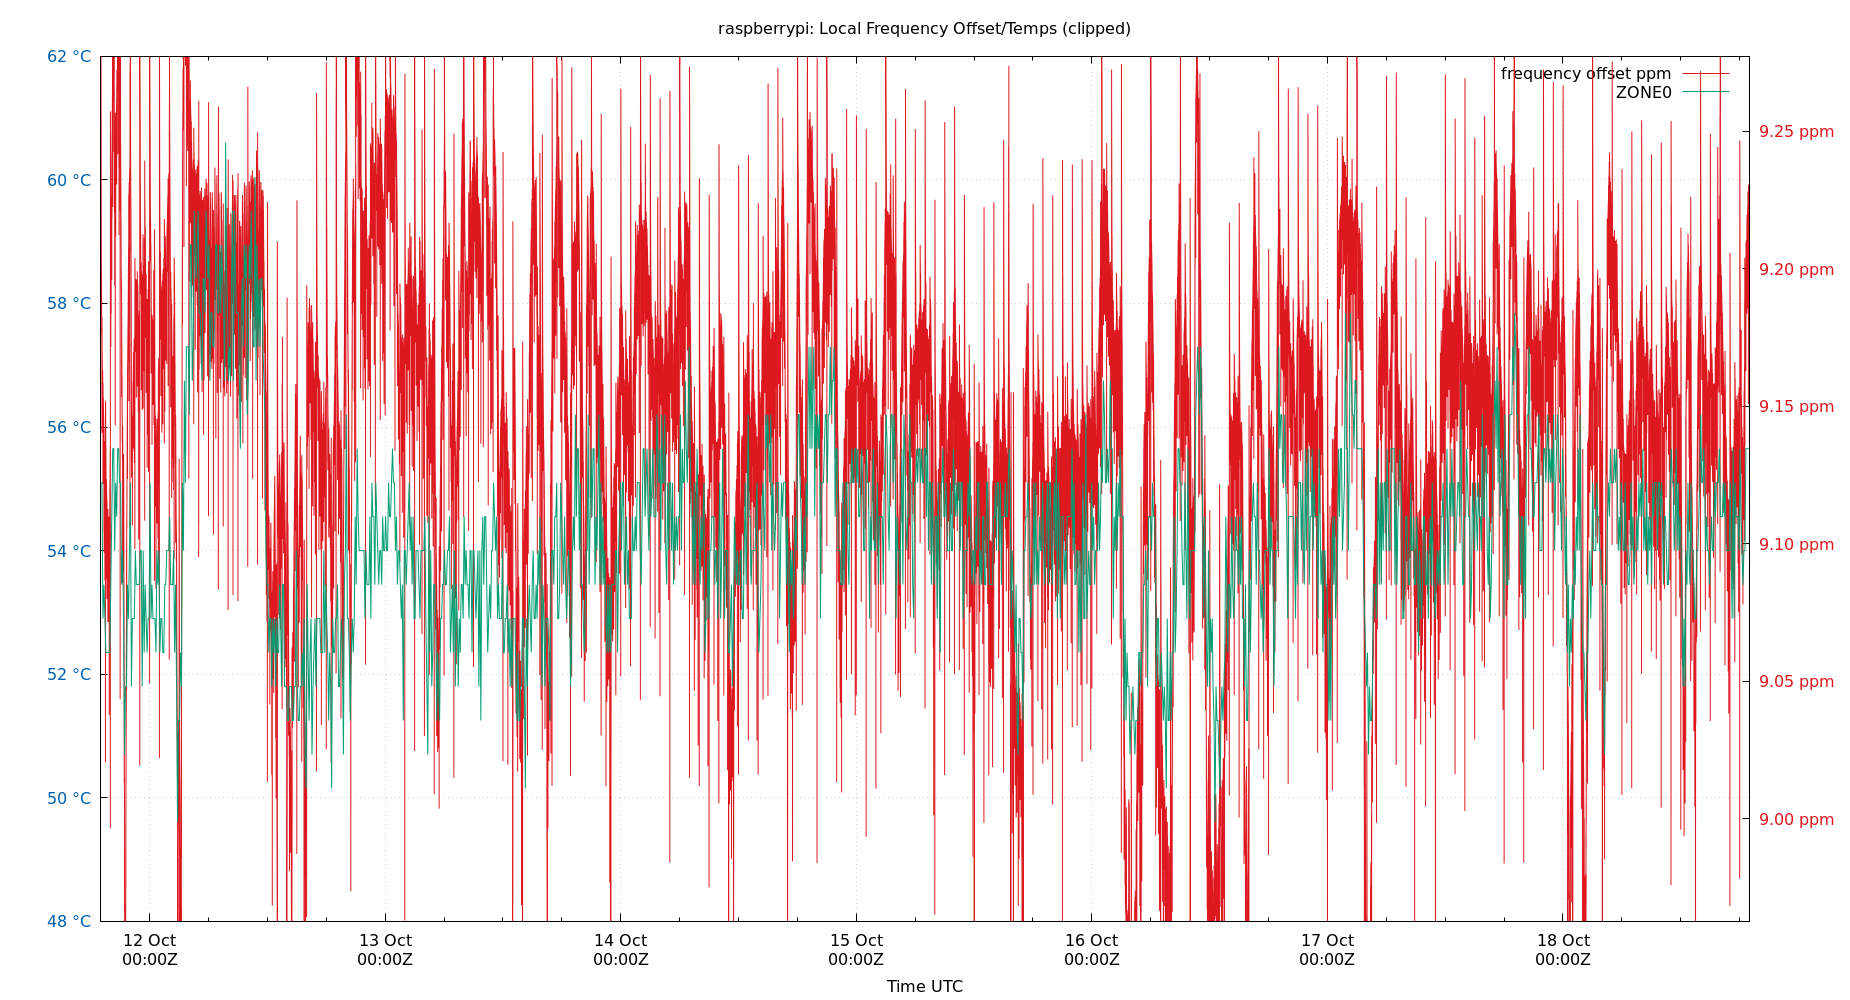 raspberrypi: Local Frequency Offset/Temps (clipped)
frequency offset ppm
ZONE0
62 °C
60 °C
58 °C
56 °C
54 °C
52 °C
50 °C
48 °C
9.25 ppm
9.20 ppm
9.15 ppm
9.10 ppm
9.05 ppm
9.00 ppm
12 Oct
00:00Z
13 Oct
00:00Z
14 Oct
00:00Z
15 Oct
00:00Z
16 Oct
00:00Z
17 Oct
00:00Z
18 Oct
00:00Z
Time UTC